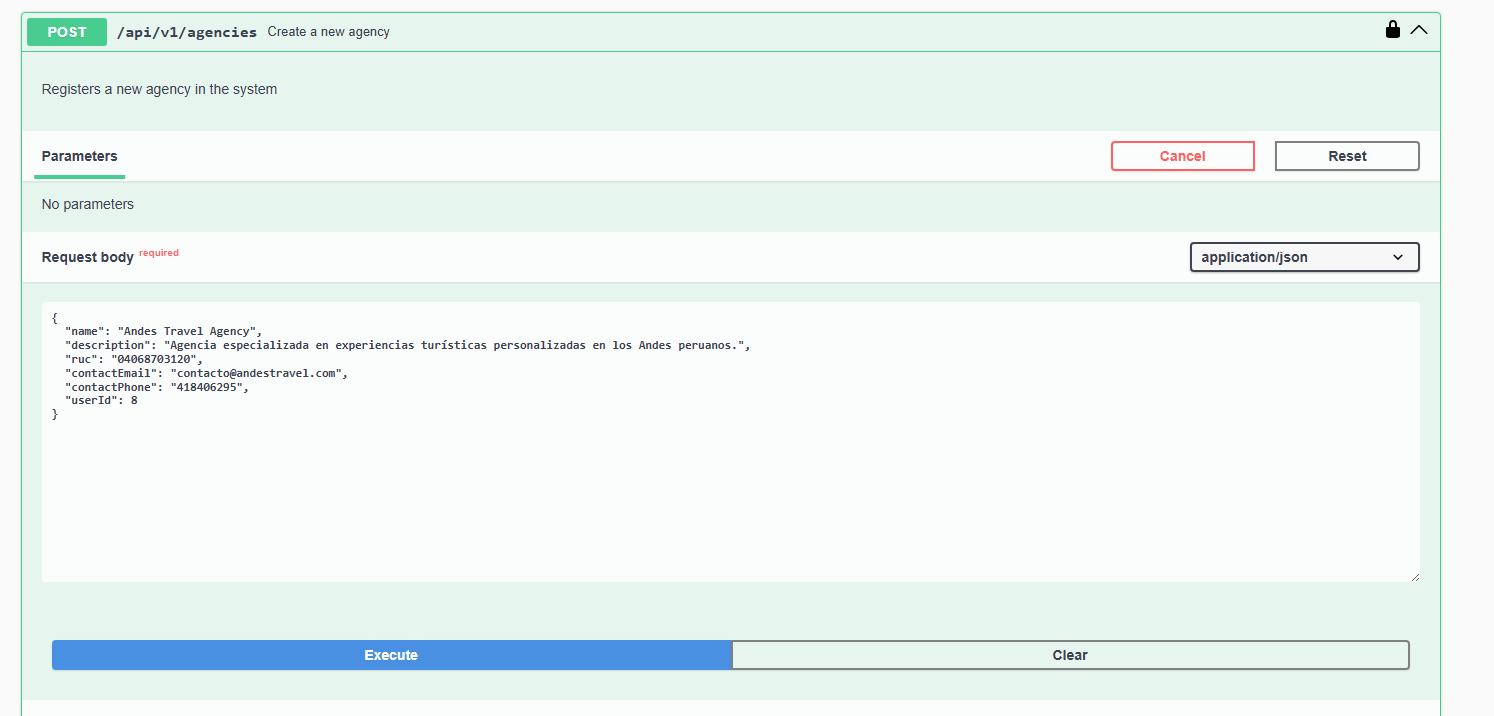 POST /api/v1/agencies Create a new agency
Registers a new agency in the system
Parameters
Cancel
Reset
No parameters
Request body required
application/json
{
  "name": "Andes Travel Agency",
  "description": "Agencia especializada en experiencias turísticas personalizadas en los Andes peruanos.",
  "ruc": "04068703120",
  "contactEmail": "contacto@andestravel.com",
  "contactPhone": "418406295",
  "userId": 8
}
Execute
Clear